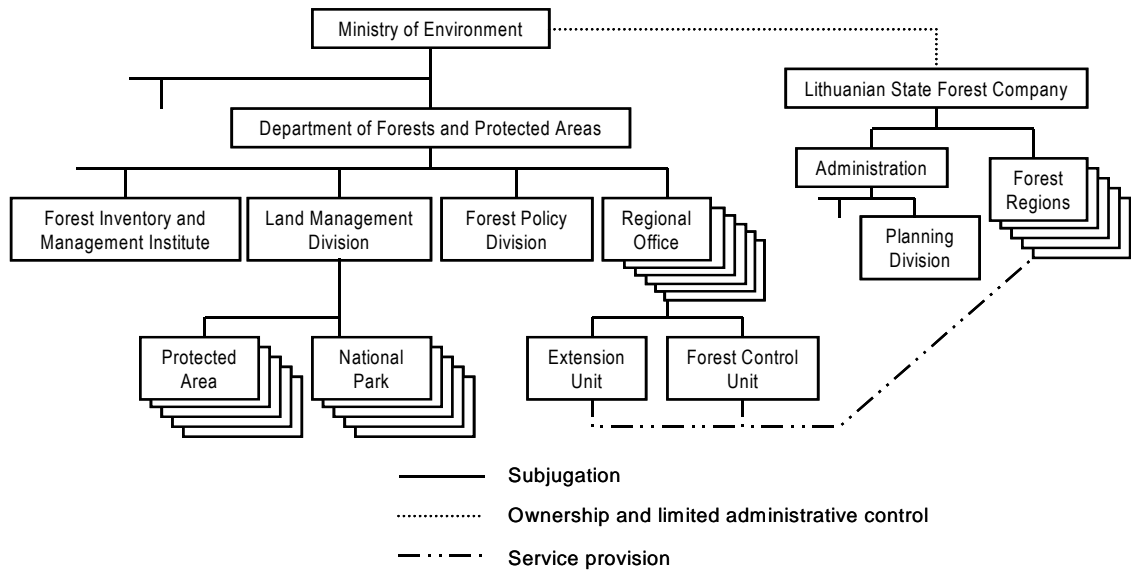 Ministry of Environment
Lithuanian State Forest Company
Department of Forests and Protected Areas
Administration
Forest
Regions
Forest Inventory and
Management Institute
Land Management
Division
Forest Policy
Division
Regional
Office
Planning
Division
Protected
Area
National
Park
Extension
Unit
Forest Control
Unit
Subjugation
Ownership and limited administrative control
Service provision